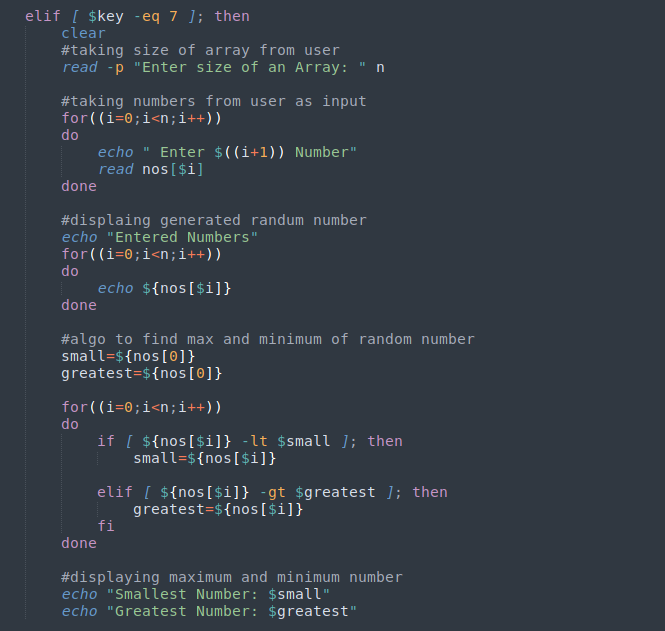 elif [ $key -eq 7 ]; then
clear
#taking size of array from user
read -p "Enter size of an Array: " n
#taking numbers from user as input
for((i=0;i<n;i++))
do
echo " Enter $((i+1)) Number"
read nos[$i]
done
#displaing generated randum number
echo "Entered Numbers"
for((i=0;i<n;i++))
do
echo ${nos[$i]}
done
#algo to find max and minimum of random number
small=${nos[0]}
greatest=${nos[0]}
for((i=0;i<n;i++))
do
if [ ${nos[$i]} -lt $small ]; then
small=${nos[$i]}
elif [ ${nos[$i]} -gt $greatest ]; then
greatest=${nos[$i]}
fi
done
#displaying maximum and minimum number
echo "Smallest Number: $small"
echo "Greatest Number: $greatest"